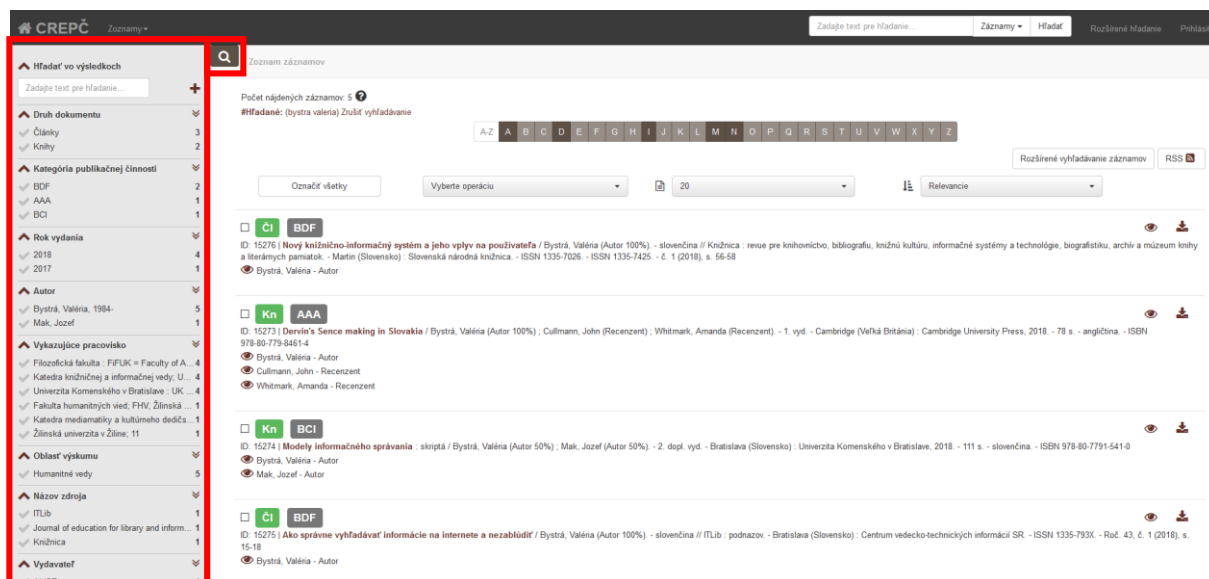 CREPČ Zoznamy
Zadajte text pre hľadanie... Záznamy Hľadať Rozšírené hľadanie
Hľadať vo výsledkoch
Zadajte text pre hľadanie...
Druh dokumentu
Články 3
Knihy 2
Kategória publikačnej činnosti
BDF 2
AAA 1
BCI 1
Rok vydania
2018 4
2017 1
Autor
Bystrá, Valéria, 1984- 5
Mak, Jozef 1
Vykazujúce pracovisko
Filozofická fakulta : FiFUK = Faculty of A... 4
Katedra knižničnej a informačnej vedy; U... 4
Univerzita Komenského v Bratislave : UK ... 4
Fakulta humanitných vied; FHV, Žilinská ... 1
Katedra mediamatiky a kultúrneho dedičs... 1
Žilinská univerzita v Žiline; 11 1
Oblasť výskumu
Humanitné vedy 5
Názov zdroja
ITLib 1
Journal of education for library and inform... 1
Knižnica 1
Vydavateľ
Zoznam záznamov
Počet nájdených záznamov: 5
#Hľadané: (bystra valeria) Zrušiť vyhľadávanie
A-Z A B C D E F G H I J K L M N O P Q R S T U V W X Y Z
Rozšírené vyhľadávanie záznamov RSS
Označiť všetky Vyberte operáciu 20 Relevancie
Čl BDF
ID: 15276 | Nový knižnično-informačný systém a jeho vplyv na používateľa / Bystrá, Valéria (Autor 100%). - slovenčina // Knižnica : revue pre knihovníctvo, bibliografiu, knižnú kultúru, informačné systémy a technológie, biografistiku, archív a múzeum knihy
a literárnych pamiatok. - Martin (Slovensko) : Slovenská národná knižnica. - ISSN 1335-7026. - ISSN 1335-7425. - č. 1 (2018), s. 56-58
Bystrá, Valéria - Autor
Kn AAA
ID: 15273 | Dervin's Sence making in Slovakia / Bystrá, Valéria (Autor 100%) ; Cullmann, John (Recenzent) ; Whitmark, Amanda (Recenzent). - 1. vyd. - Cambridge (Veľká Británia) : Cambridge University Press, 2018. - 78 s. - angličtina. - ISBN
978-80-779-8461-4
Bystrá, Valéria - Autor
Cullmann, John - Recenzent
Whitmark, Amanda - Recenzent
Kn BCI
ID: 15274 | Modely informačného správania : skriptá / Bystrá, Valéria (Autor 50%) ; Mak, Jozef (Autor 50%). - 2. dopl. vyd. - Bratislava (Slovensko) : Univerzita Komenského v Bratislave, 2018. - 111 s. - slovenčina. - ISBN 978-80-7791-541-0
Bystrá, Valéria - Autor
Mak, Jozef - Autor
Čl BDF
ID: 15275 | Ako správne vyhľadávať informácie na internete a nezablúdiť / Bystrá, Valéria (Autor 100%). - slovenčina // ITLib : podnazov. - Bratislava (Slovensko) : Centrum vedecko-technických informácií SR. - ISSN 1335-793X. - Roč. 43, č. 1 (2018), s.
15-18
Bystrá, Valéria - Autor